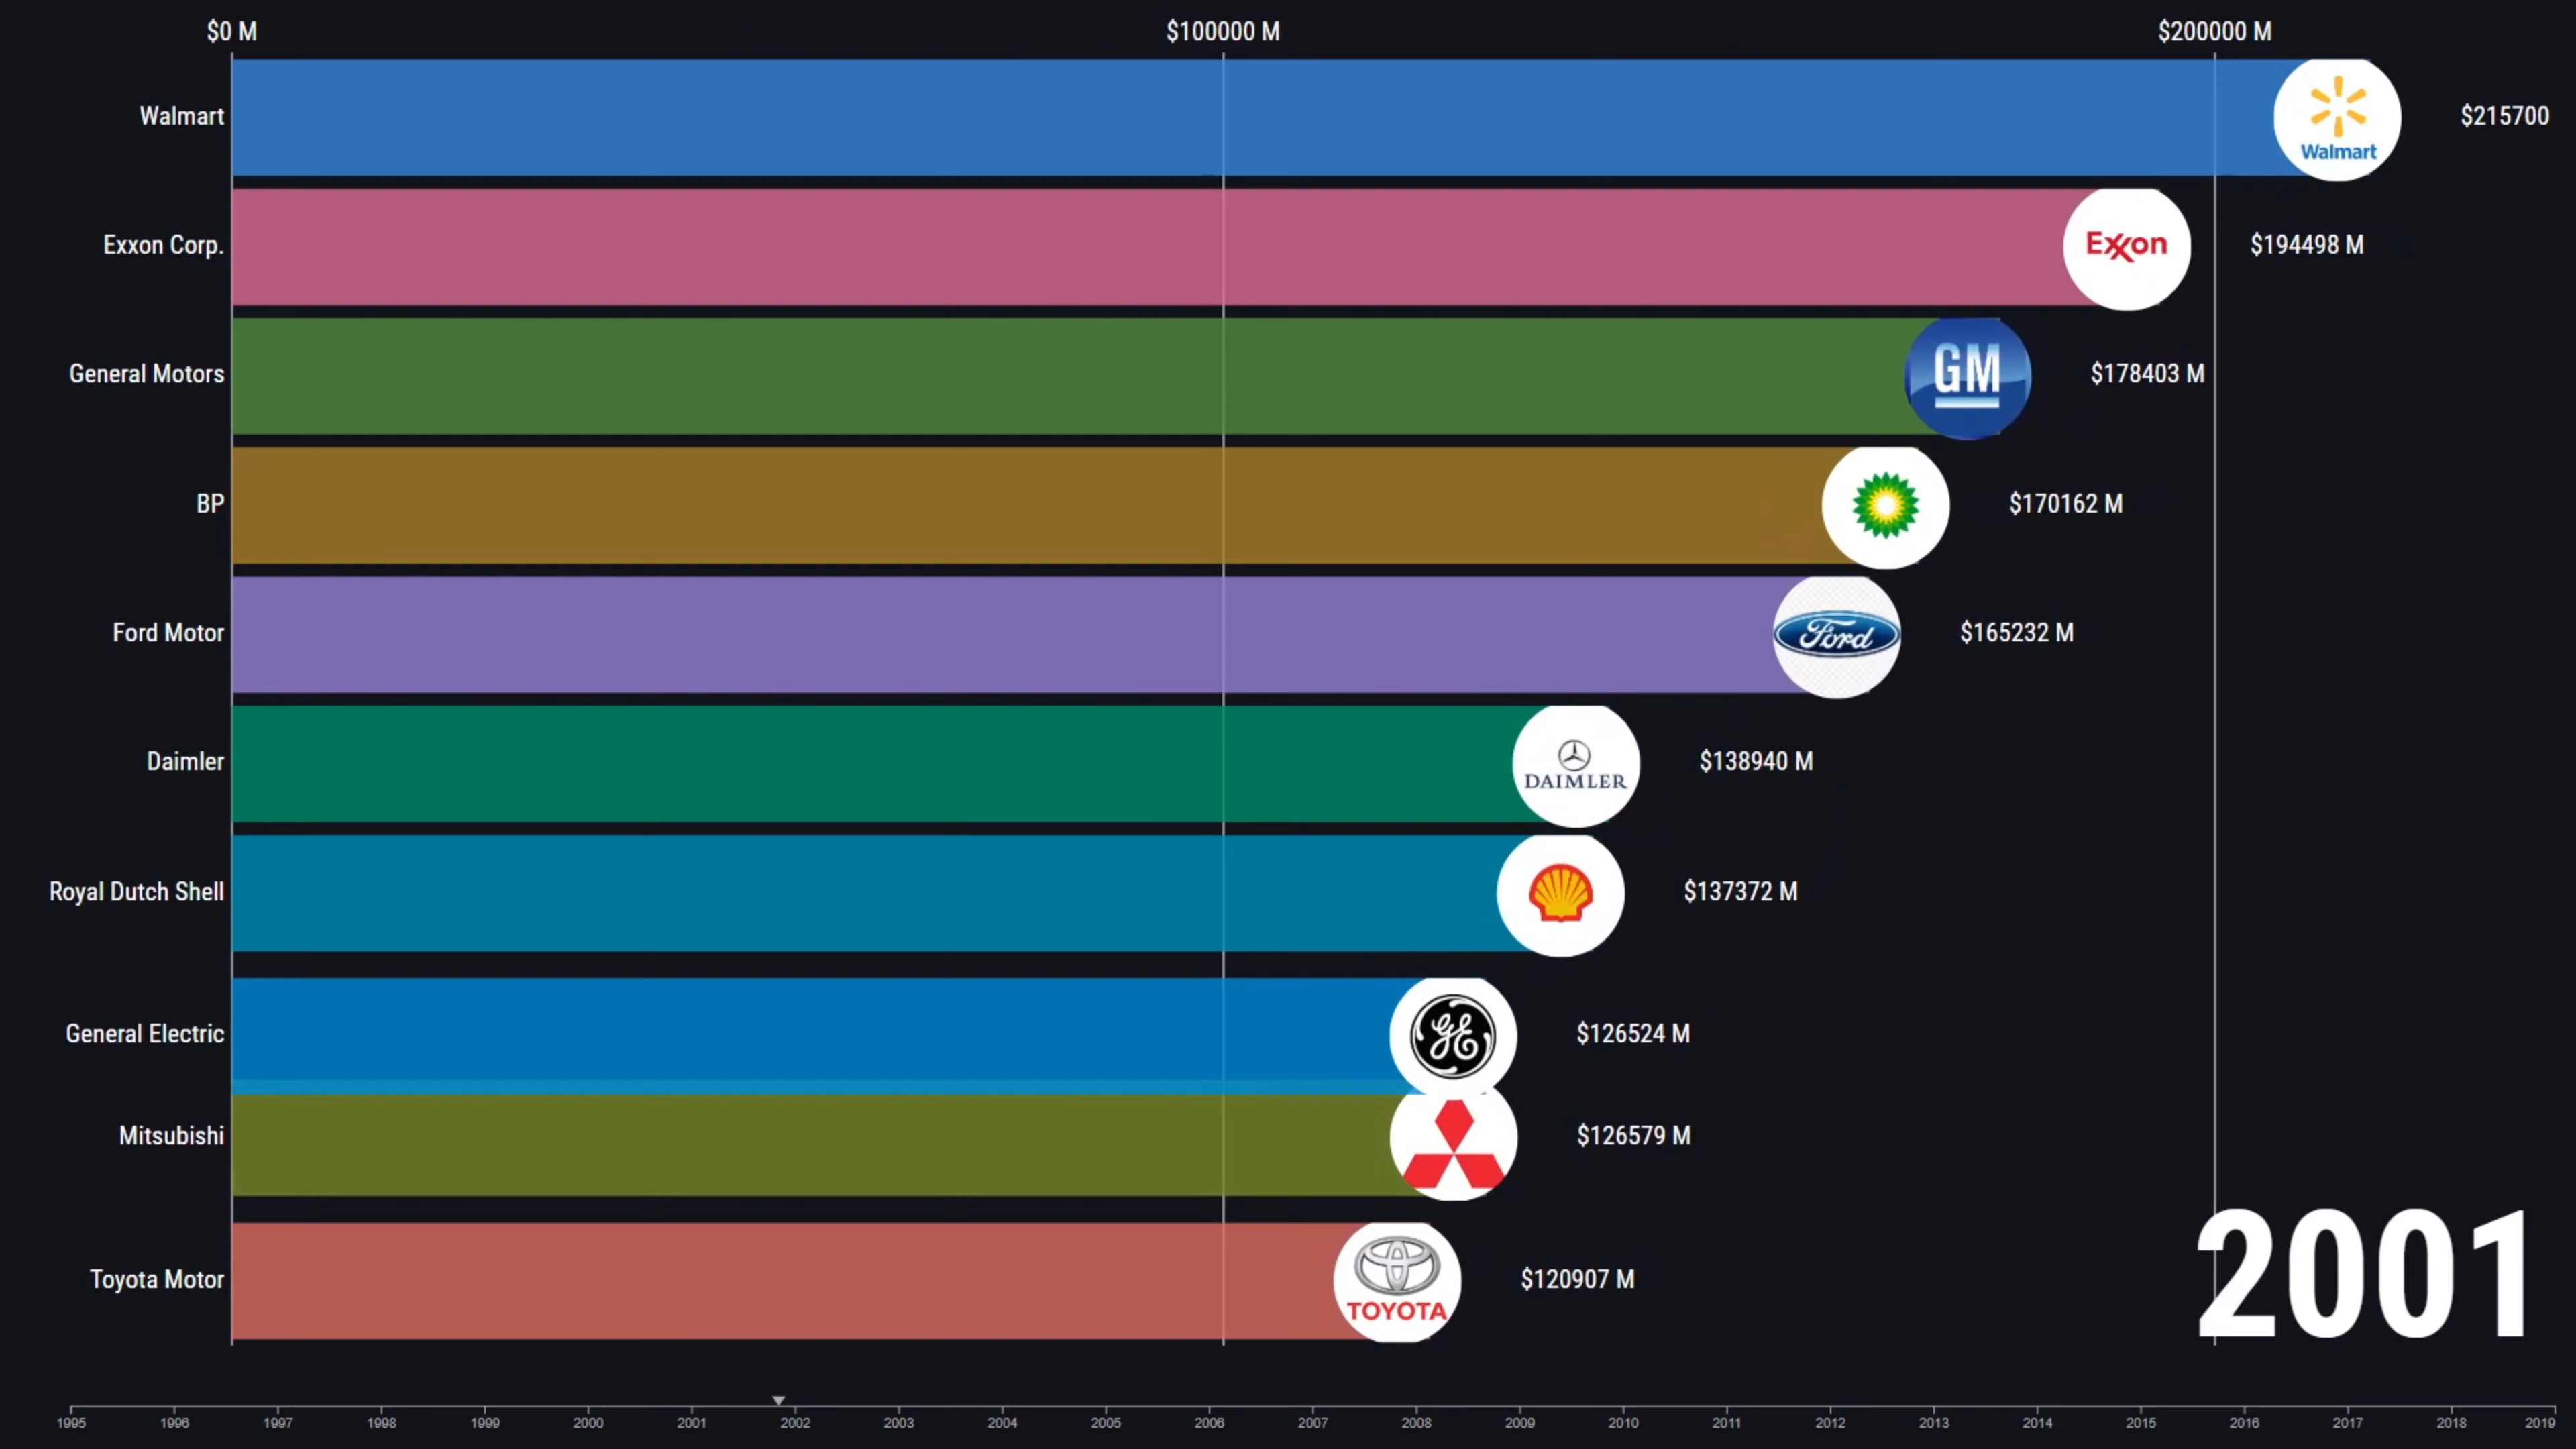 $0 M $100000 M $200000 M
Walmart Walmart $215700
Exxon Corp. Exxon $194498 M
General Motors GM $178403 M
BP $170162 M
Ford Motor Ford $165232 M
Daimler DAIMLER $138940 M
Royal Dutch Shell $137372 M
General Electric GE $126524 M
Mitsubishi $126579 M
Toyota Motor TOYOTA $120907 M
2001
1995 1996 1997 1998 1999 2000 2001 2002 2003 2004 2005 2006 2007 2008 2009 2010 2011 2012 2013 2014 2015 2016 2017 2018 2019